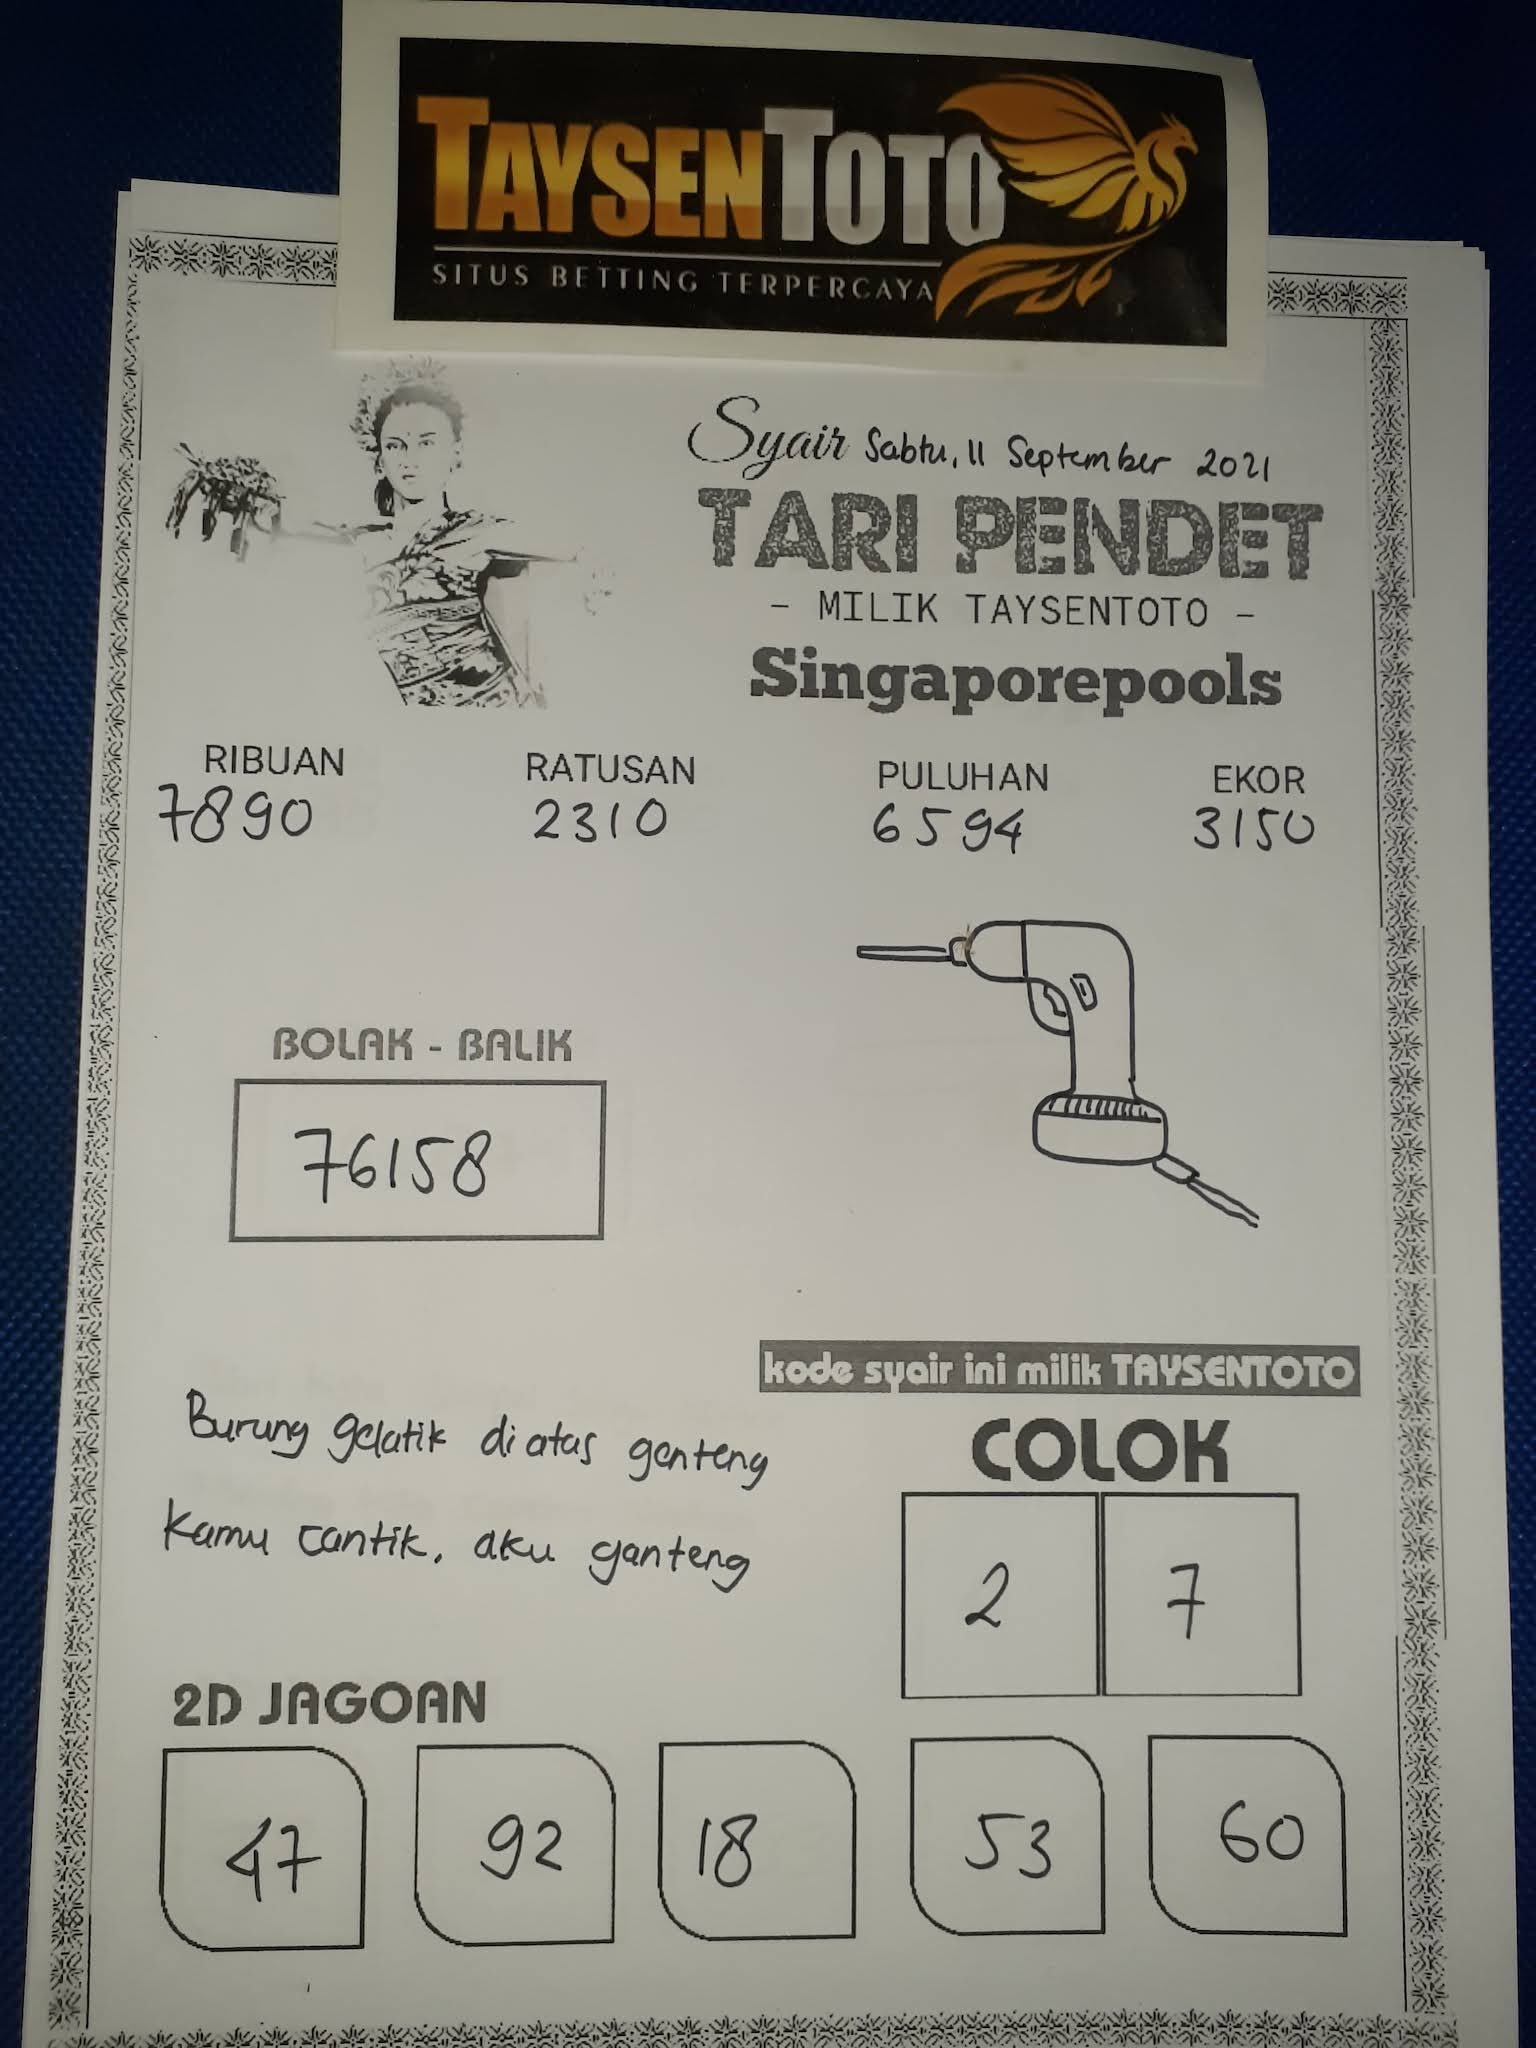 TAYSENTOTO
SITUS BETTING TERPERCAYA
Syair Sabtu, 11 September 2021
TARI PENDET
- MILIK TAYSENTOTO -
Singaporepools
RIBUAN RATUSAN PULUHAN EKOR
7890 2310 6594 3150
BOLAK - BALIK
76158
kode syair ini milik TAYSENTOTO
Burung gelatik diatas genteng
Kamu cantik, aku ganteng
COLOK
2 7
2D JAGOAN
47 92 18 53 60